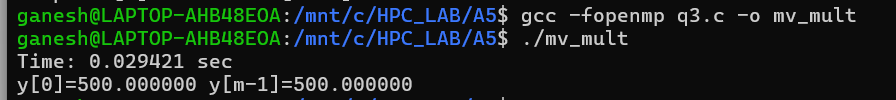 ganesh@LAPTOP-AHB48EOA:/mnt/c/HPC_LAB/A5$ gcc -fopenmp q3.c -o mv_mult
ganesh@LAPTOP-AHB48EOA:/mnt/c/HPC_LAB/A5$ ./mv_mult
Time: 0.029421 sec
y[0]=500.000000 y[m-1]=500.000000